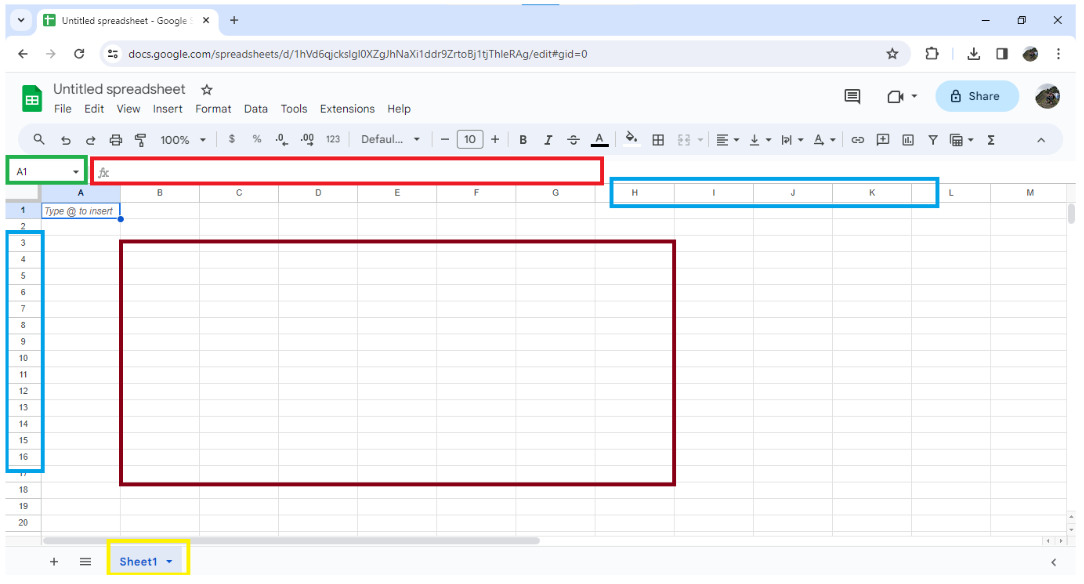 Untitled spreadsheet - Google S
docs.google.com/spreadsheets/d/1hVd6qjckslgl0XZgJhNaXi1ddr9ZrtoBj1tjThleRAg/edit#gid=0
Untitled spreadsheet
File Edit View Insert Format Data Tools Extensions Help
Share
100% $ % .0 .00 123 Defaul... 10 B I A Σ
A1 fx
A B C D E F G H I J K L M
1 Type @ to insert
2
3
4
5
6
7
8
9
10
11
12
13
14
15
16
17
18
19
20
Sheet1